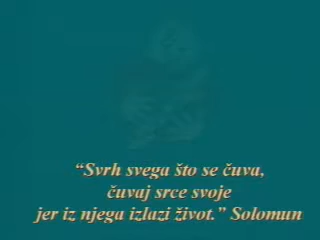 “Svrh svega što se čuva,
čuvaj srce svoje
jer iz njega izlazi život.” Solomun